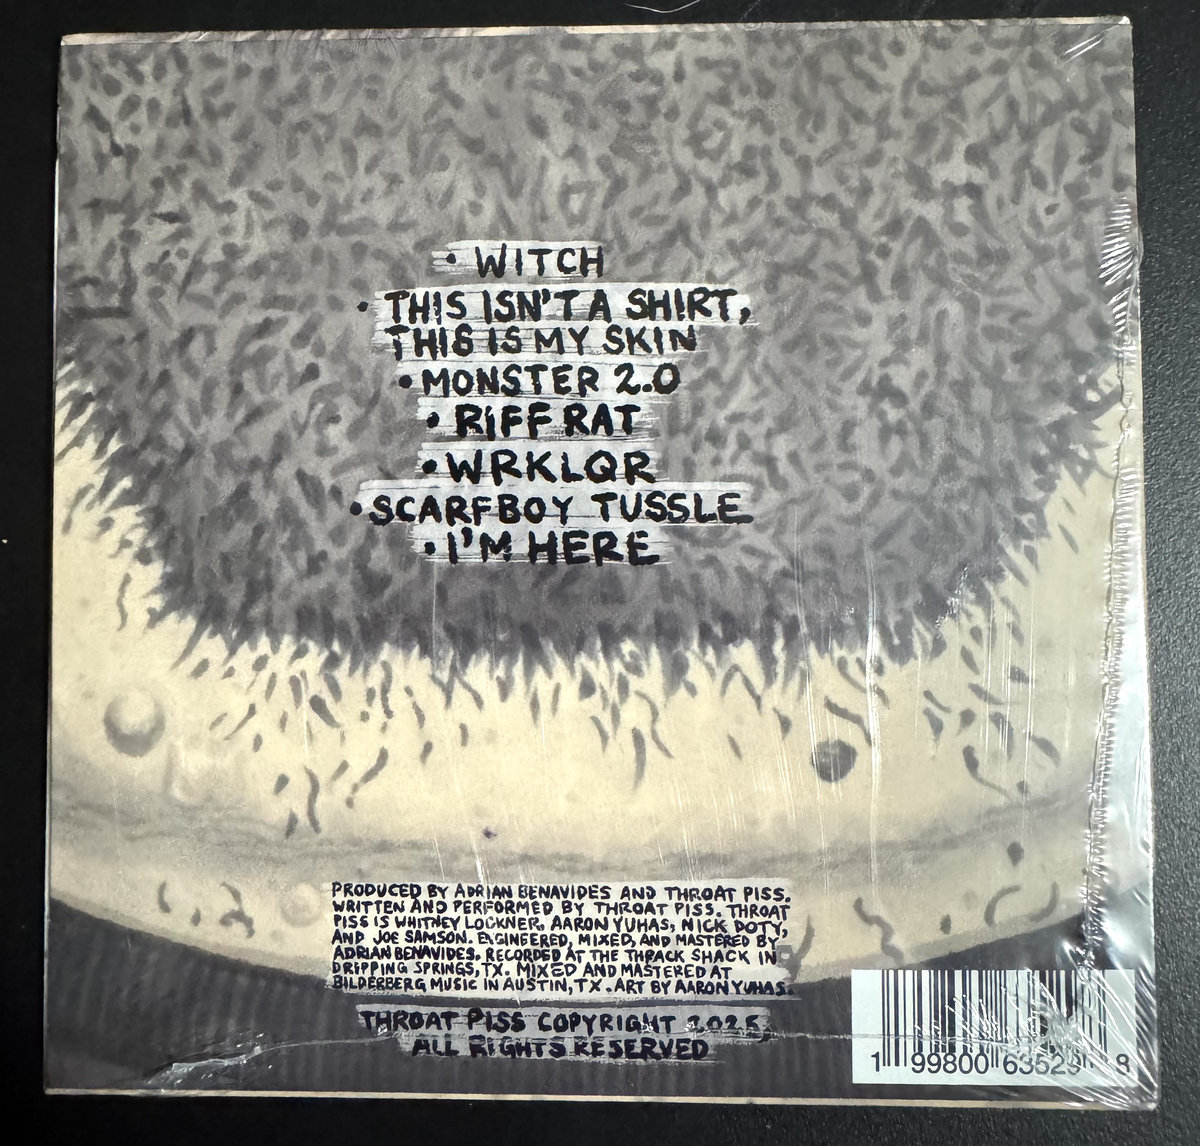 • WITCH
• THIS ISN'T A SHIRT,
THIS IS MY SKIN
• MONSTER 2.0
• RIFF RAT
• WRKLQR
• SCARFBOY TUSSLE
• I'M HERE
PRODUCED BY ADRIAN BENAVIDES AND THROAT PISS.
WRITTEN AND PERFORMED BY THROAT PISS. THROAT
PISS IS WHITNEY LOCKNER, AARON YUHAS, NICK DOTY,
AND JOE SAMSON. ENGINEERED, MIXED, AND MASTERED BY
ADRIAN BENAVIDES. RECORDED AT THE THRACK SHACK IN
DRIPPING SPRINGS, TX. MIXED AND MASTERED AT
BILDERBERG MUSIC IN AUSTIN, TX. ART BY AARON YUHAS.
THROAT PISS COPYRIGHT 2025
ALL RIGHTS RESERVED
1 99800 63529 8